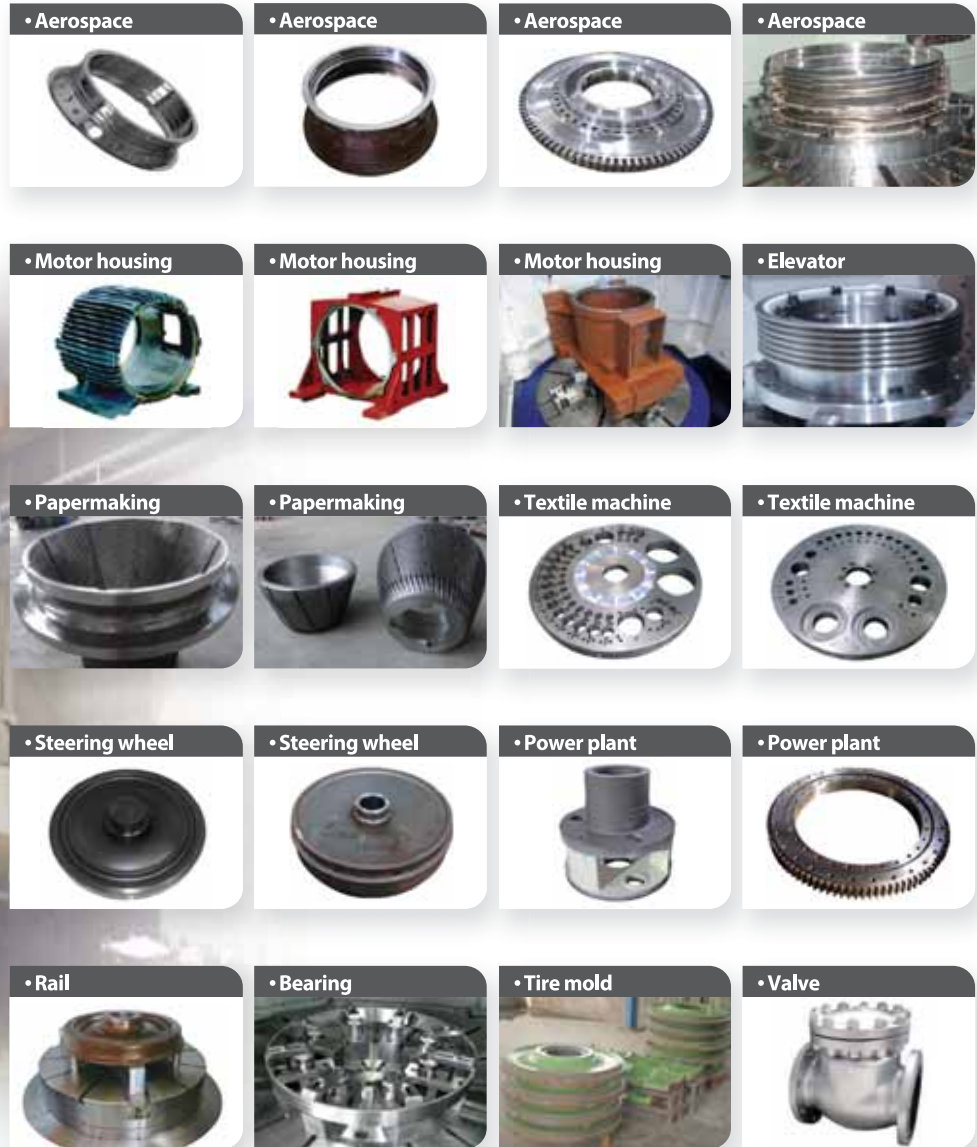 • Aerospace
• Aerospace
• Aerospace
• Aerospace
• Motor housing
• Motor housing
• Motor housing
• Elevator
• Papermaking
• Papermaking
• Textile machine
• Textile machine
• Steering wheel
• Steering wheel
• Power plant
• Power plant
• Rail
• Bearing
• Tire mold
• Valve